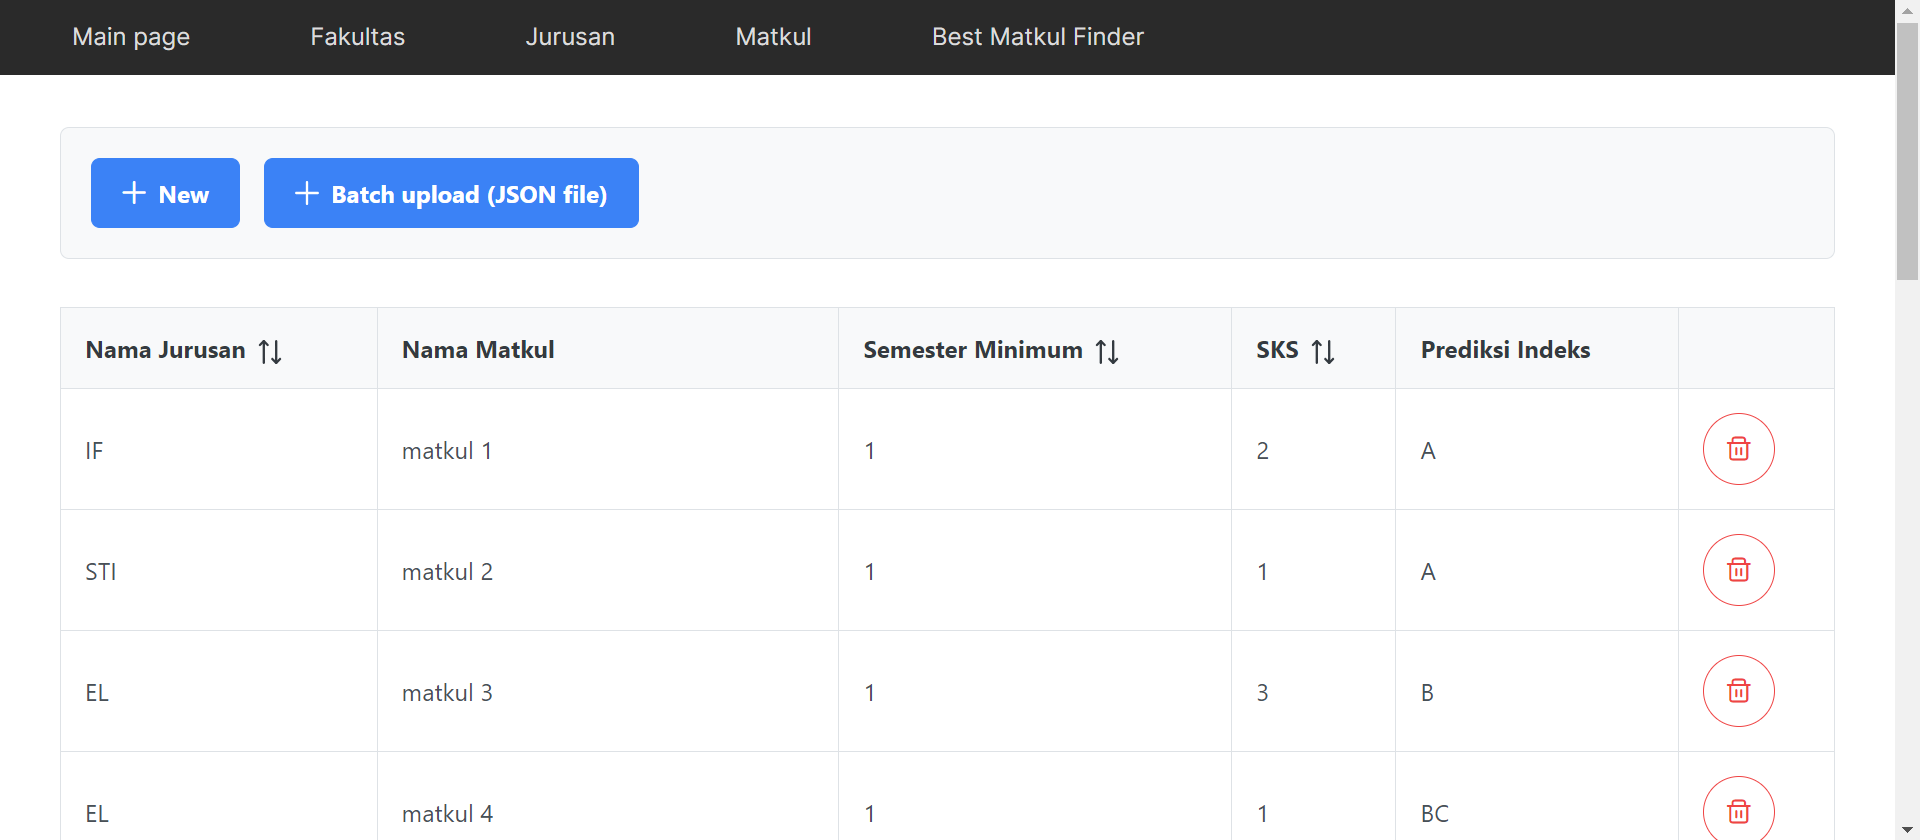 Main page Fakultas Jurusan Matkul Best Matkul Finder
New Batch upload (JSON file)
Nama Jurusan Nama Matkul Semester Minimum SKS Prediksi Indeks
IF matkul 1 1 2 A
STI matkul 2 1 1 A
EL matkul 3 1 3 B
EL matkul 4 1 1 BC